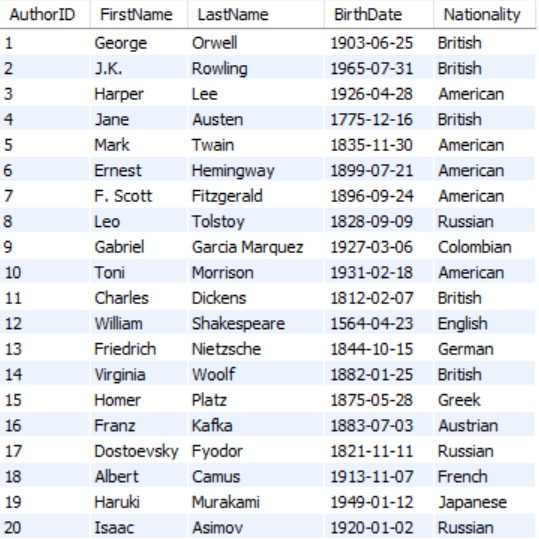 AuthorID FirstName LastName BirthDate Nationality
1 George Orwell 1903-06-25 British
2 J.K. Rowling 1965-07-31 British
3 Harper Lee 1926-04-28 American
4 Jane Austen 1775-12-16 British
5 Mark Twain 1835-11-30 American
6 Ernest Hemingway 1899-07-21 American
7 F. Scott Fitzgerald 1896-09-24 American
8 Leo Tolstoy 1828-09-09 Russian
9 Gabriel Garcia Marquez 1927-03-06 Colombian
10 Toni Morrison 1931-02-18 American
11 Charles Dickens 1812-02-07 British
12 William Shakespeare 1564-04-23 English
13 Friedrich Nietzsche 1844-10-15 German
14 Virginia Woolf 1882-01-25 British
15 Homer Platz 1875-05-28 Greek
16 Franz Kafka 1883-07-03 Austrian
17 Dostoevsky Fyodor 1821-11-11 Russian
18 Albert Camus 1913-11-07 French
19 Haruki Murakami 1949-01-12 Japanese
20 Isaac Asimov 1920-01-02 Russian